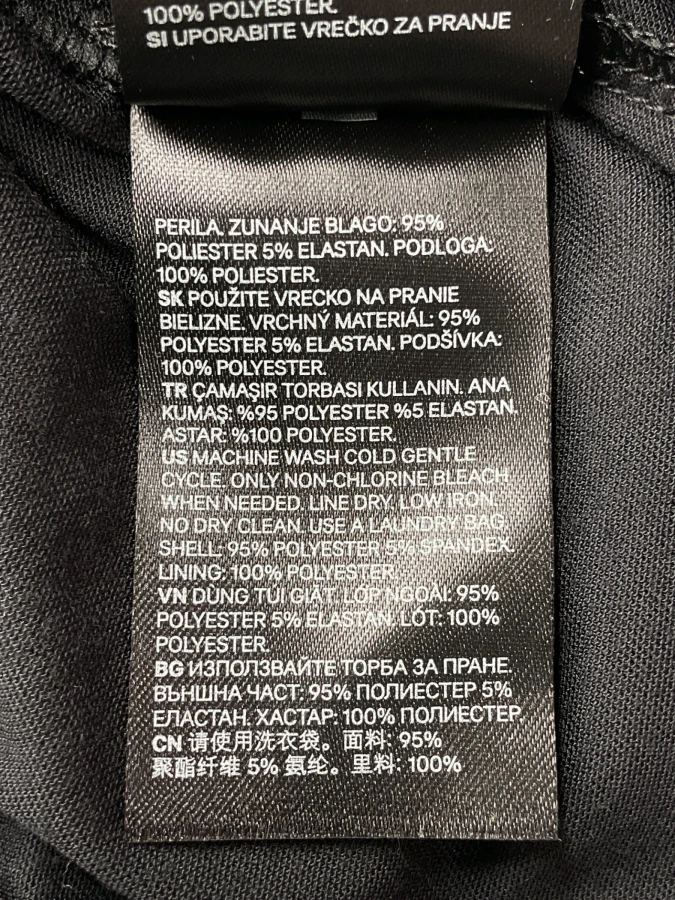 100% POLYESTER.
SI UPORABITE VREČKO ZA PRANJE
PERILA. ZUNANJE BLAGO: 95%
POLIESTER 5% ELASTAN. PODLOGA:
100% POLIESTER.
SK POUŽITE VRECKO NA PRANIE
BIELIZNE. VRCHNÝ MATERIÁL: 95%
POLYESTER 5% ELASTAN. PODŠÍVKA:
100% POLYESTER.
TR ÇAMAŞIR TORBASI KULLANIN. ANA
KUMAŞ: %95 POLYESTER %5 ELASTAN.
ASTAR: %100 POLYESTER.
US MACHINE WASH COLD GENTLE
CYCLE. ONLY NON-CHLORINE BLEACH
WHEN NEEDED. LINE DRY. LOW IRON.
NO DRY CLEAN. USE A LAUNDRY BAG.
SHELL: 95% POLYESTER 5% SPANDEX.
LINING: 100% POLYESTER.
VN DÙNG TÚI GIẶT. LỚP NGOÀI: 95%
POLYESTER 5% ELASTAN. LÓT: 100%
POLYESTER.
BG ИЗПОЛЗВАЙТЕ ТОРБА ЗА ПРАНЕ.
ВЪНШНА ЧАСТ: 95% ПОЛИЕСТЕР 5%
ЕЛАСТАН. ХАСТАР: 100% ПОЛИЕСТЕР.
CN 请使用洗衣袋。面料: 95%
聚酯纤维 5% 氨纶。里料: 100%